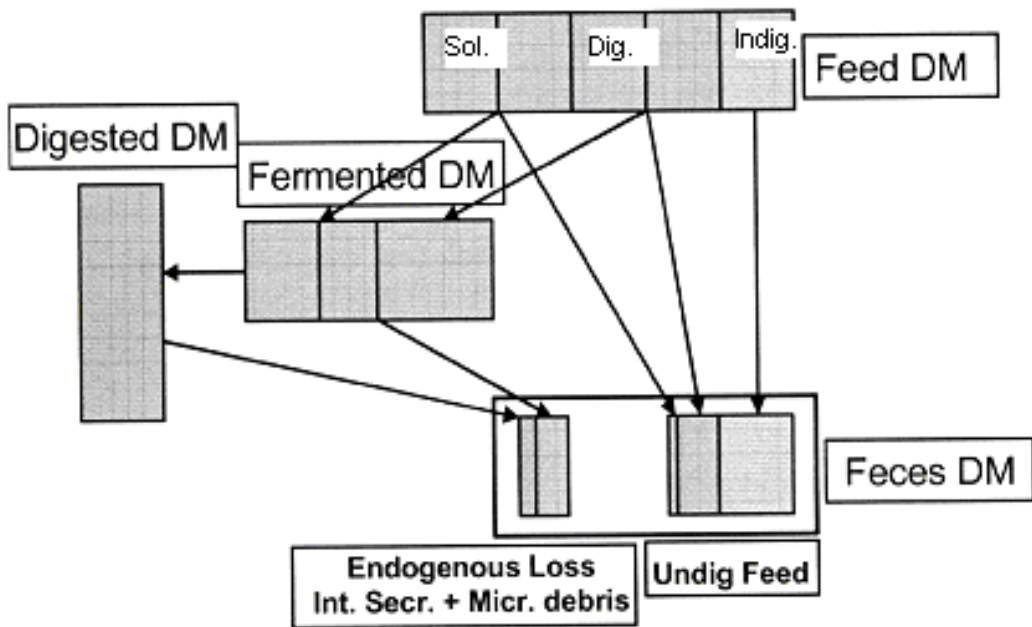 Sol.
Dig.
Indig.
Feed DM
Digested DM
Fermented DM
Feces DM
Endogenous Loss
Int. Secr. + Micr. debris
Undig Feed